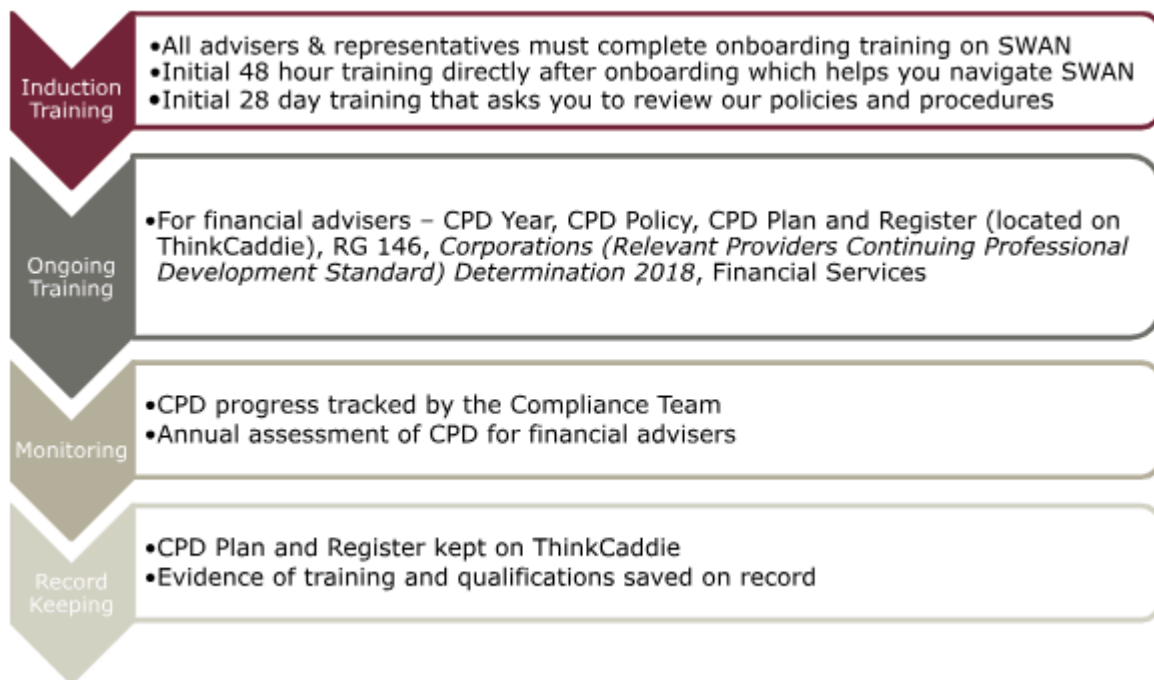 Induction
Training
•All advisers & representatives must complete onboarding training on SWAN
•Initial 48 hour training directly after onboarding which helps you navigate SWAN
•Initial 28 day training that asks you to review our policies and procedures
Ongoing
Training
•For financial advisers – CPD Year, CPD Policy, CPD Plan and Register (located on
ThinkCaddie), RG 146, Corporations (Relevant Providers Continuing Professional
Development Standard) Determination 2018, Financial Services
Monitoring
•CPD progress tracked by the Compliance Team
•Annual assessment of CPD for financial advisers
Record
Keeping
•CPD Plan and Register kept on ThinkCaddie
•Evidence of training and qualifications saved on record